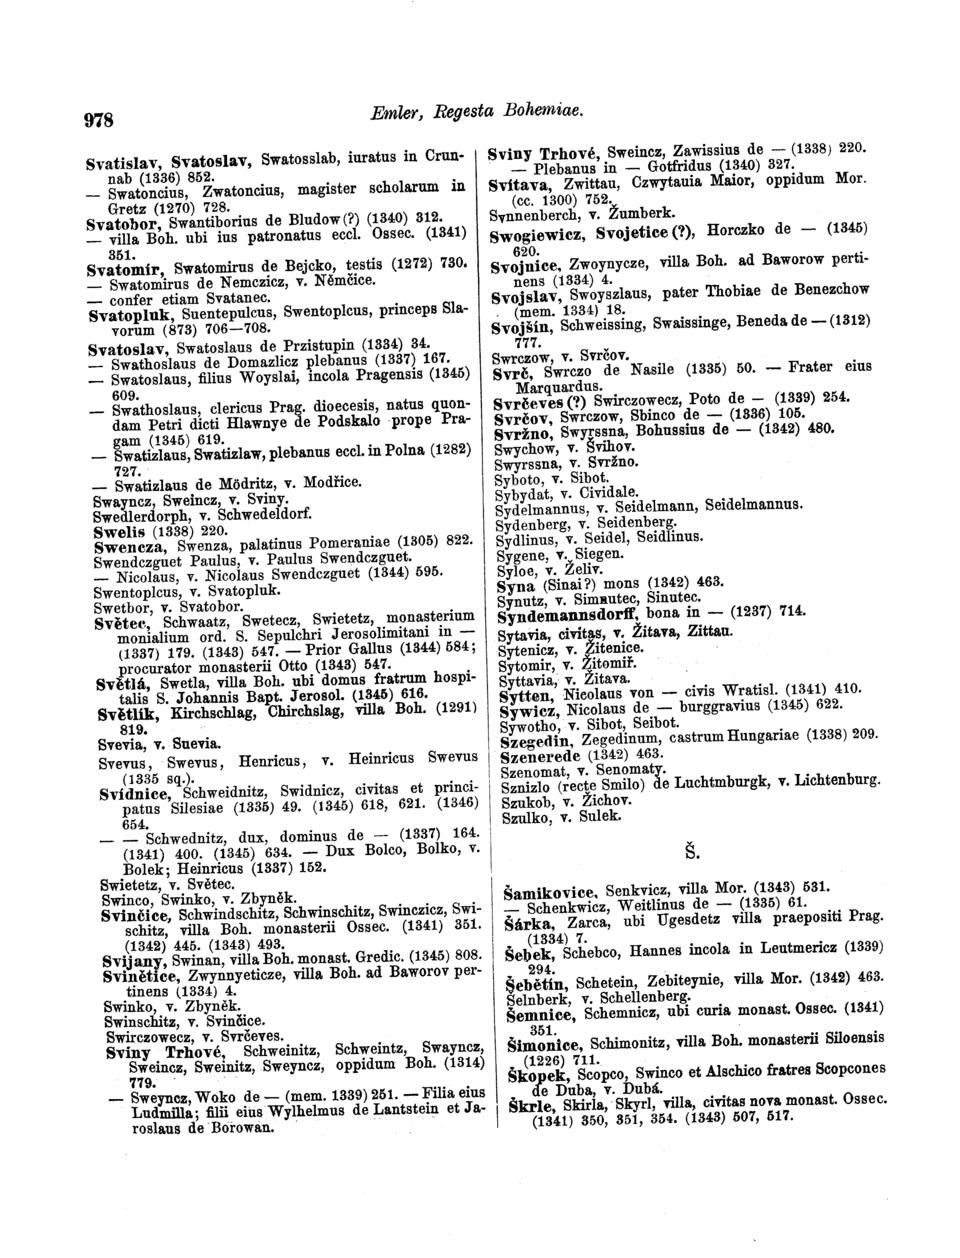 978
Emler, Regesta Bohemiae.
Svatislav, Svatoslav, Swatosslab, iuratus in Crun-
nab (1336) 852.
— Swatoncius, Zwatoncius, magister scholarum in
Gretz (1270) 728.
Svatobor, Swantiborius de Bludow(?) (1340) 312.
— villa Boh. ubi ius patronatus eccl. Ossec. (1341)
351.
Svatomír, Swatomirus de Bejcko, testis (1272) 730.
— Swatomirus de Nemczicz, v. Němčice.
— confer etiam Svatanec.
Svatopluk, Suentepulcus, Swentoplcus, princeps Sla-
vorum (873) 706—708.
Svatoslav, Swatoslaus de Przistupin (1334) 34.
— Swathoslaus de Domazlicz plebanus (1337) 167.
— Swatoslaus, filius Woyslai, incola Pragensis (1345)
609.
— Swathoslaus, clericus Prag. dioecesis, natus quon-
dam Petri dicti Hlawnye de Podskalo prope Pra-
gam (1345) 619.
— Swatizlaus, Swatizlaw, plebanus eccl. in Polna (1282)
727.
— Swatizlaus de Mödritz, v. Modřice.
Swayncz, Sweincz, v. Sviny.
Swedlerdorph, v. Schwedeldorf.
Swelis (1338) 220.
Swencza, Swenza, palatinus Pomeraniae (1305) 822.
Swendczguet Paulus, v. Paulus Swendczguet.
— Nicolaus, v. Nicolaus Swendczguet (1344) 595.
Swentoplcus, v. Svatopluk.
Swetbor, v. Svatobor.
Světec, Schwaatz, Swetecz, Swietetz, monasterium
monialium ord. S. Sepulchri Jerosolimitani in —
(1337) 179. (1343) 547. — Prior Gallus (1344) 584;
procurator monasterii Otto (1343) 547.
Světlá, Swetla, villa Boh. ubi domus fratrum hospi-
talis S. Johannis Bapt. Jerosol. (1345) 616.
Světlík, Kirchschlag, Chirchslag, villa Boh. (1291)
819.
Svevia, v. Suevia.
Svevus, Swevus, Henricus, v. Heinricus Swevus
(1335 sq.).
Svídnice, Schweidnitz, Swidnicz, civitas et princi-
patus Silesiae (1335) 49. (1345) 618, 621. (1346)
654.
— — Schwednitz, dux, dominus de — (1337) 164.
(1341) 400. (1345) 634. — Dux Bolco, Bolko, v.
Bolek; Heinricus (1337) 152.
Swietetz, v. Světec.
Swinco, Swinko, v. Zbyněk.
Svinčice, Schwindschitz, Schwinschitz, Swinczicz, Swi-
schitz, villa Boh. monasterii Ossec. (1341) 351.
(1342) 445. (1343) 493.
Svijany, Swinan, villa Boh. monast. Gredic. (1345) 808.
Svinětice, Zwynnyeticze, villa Boh. ad Baworov per-
tinens (1334) 4.
Swinko, v. Zbyněk.
Swinschitz, v. Svinčice.
Swirczowecz, v. Svrčeves.
Sviny Trhové, Schweinitz, Schweintz, Swayncz,
Sweincz, Sweinitz, Sweyncz, oppidum Boh. (1314)
779.
— Sweyncz, Woko de — (mem. 1339) 251. — Filia eius
Ludmilla; filii eius Wylhelmus de Lantstein et Ja-
roslaus de Borowan.
Sviny Trhové, Sweincz, Zawissius de — (1338) 220.
— Plebanus in — Gotfridus (1340) 327.
Svítava, Zwittau, Czwytauia Maior, oppidum Mor.
(cc. 1300) 752.
Synnenberch, v. Žumberk.
Swogiewicz, Svojetice (?), Horczko de — (1345)
620.
Svojnice, Zwoynycze, villa Boh. ad Baworow perti-
nens (1334) 4.
Svojslav, Swoyszlaus, pater Thobiae de Benezchow
(mem. 1334) 18.
Svojšín, Schweissing, Swaissinge, Beneda de — (1312)
777.
Swrczow, v. Svrčov.
Svrč, Swrczo de Nasile (1335) 50. — Frater eius
Marquardus.
Svrčeves (?) Swirczowecz, Poto de — (1339) 254.
Svrčov, Swrczow, Sbinco de — (1336) 105.
Svržno, Swyrssna, Bohussius de — (1342) 480.
Swychow, v. Švihov.
Swyrssna, v. Svržno.
Syboto, v. Sibot.
Sybydat, v. Cividale.
Sydelmannus, v. Seidelmann, Seidelmannus.
Sydenberg, v. Seidenberg.
Sydlinus, v. Seidel, Seidlinus.
Sygene, v. Siegen.
Syloe, v. Želiv.
Syna (Sinai?) mons (1342) 463.
Synutz, v. Simautec, Sinutec.
Syndemannsdorff, bona in — (1237) 714.
Sytavia, civitas, v. Žitava, Zittau.
Sytenicz, v. Žitenice.
Sytomir, v. Žitomiř.
Syttavia, v. Žitava.
Sytten, Nicolaus von — civis Wratisl. (1341) 410.
Sywicz, Nicolaus de — burggravius (1345) 622.
Sywotho, v. Sibot, Seibot.
Szegedin, Zegedinum, castrum Hungariae (1338) 209.
Szenerede (1342) 463.
Szenomat, v. Senomaty.
Sznizlo (recte Smilo) de Luchtmburgk, v. Lichtenburg.
Szukob, v. Žichov.
Szulko, v. Sulek.
Š.
Šamikovice, Senkvicz, villa Mor. (1343) 531.
— Schenkwicz, Weitlinus de — (1335) 61.
Šárka, Zarca, ubi Ugesdetz villa praepositi Prag.
(1334) 7.
Šebek, Schebco, Hannes incola in Leutmericz (1339)
294.
Šebětín, Schetein, Zebiteynie, villa Mor. (1342) 463.
Šelnberk, v. Schellenberg.
Šemnice, Schemnicz, ubi curia monast. Ossec. (1341)
351.
Šimonice, Schimonitz, villa Boh. monasterii Siloensis
(1226) 711.
Škopek, Scopco, Swinco et Alschico fratres Scopcones
de Duba, v. Dubá.
Škrle, Skirla, Skyrl, villa, civitas nova monast. Ossec.
(1341) 350, 351, 354. (1343) 507, 517.